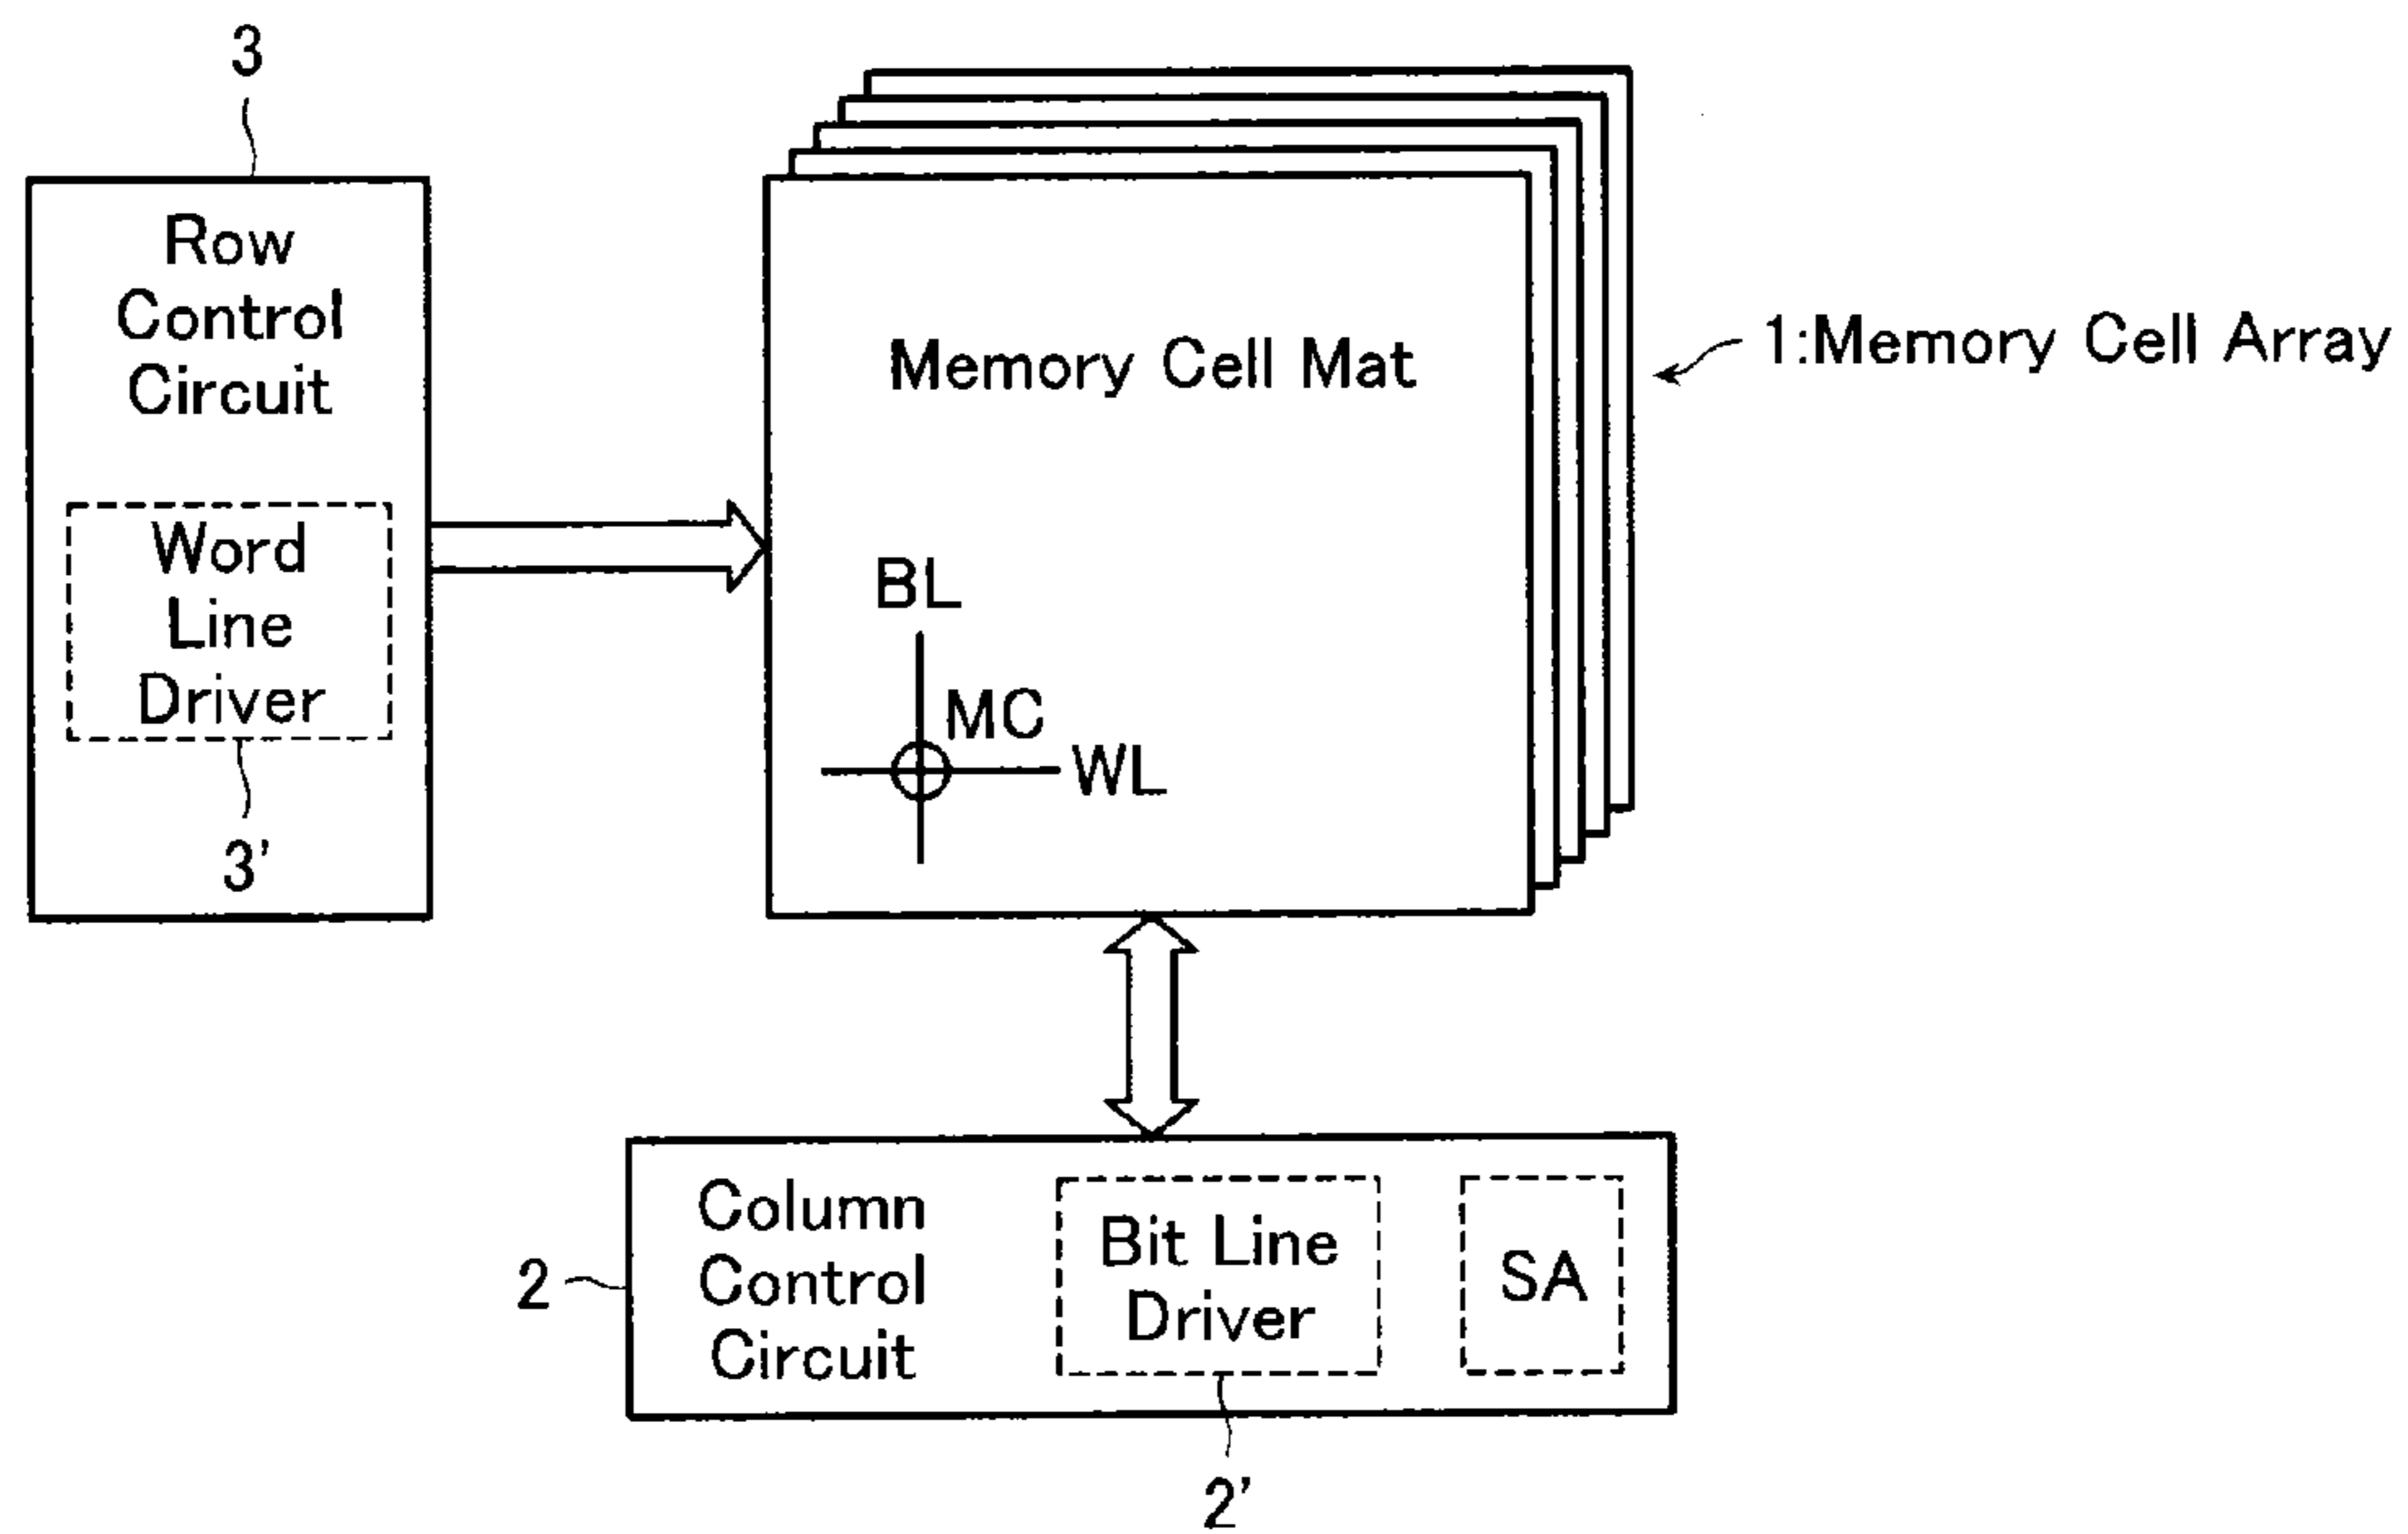 3
Row
Control
Circuit
Word
Line
Driver
3'
Memory Cell Mat
BL
MC
WL
1:Memory Cell Array
2
Column
Control
Circuit
Bit Line
Driver
SA
2'